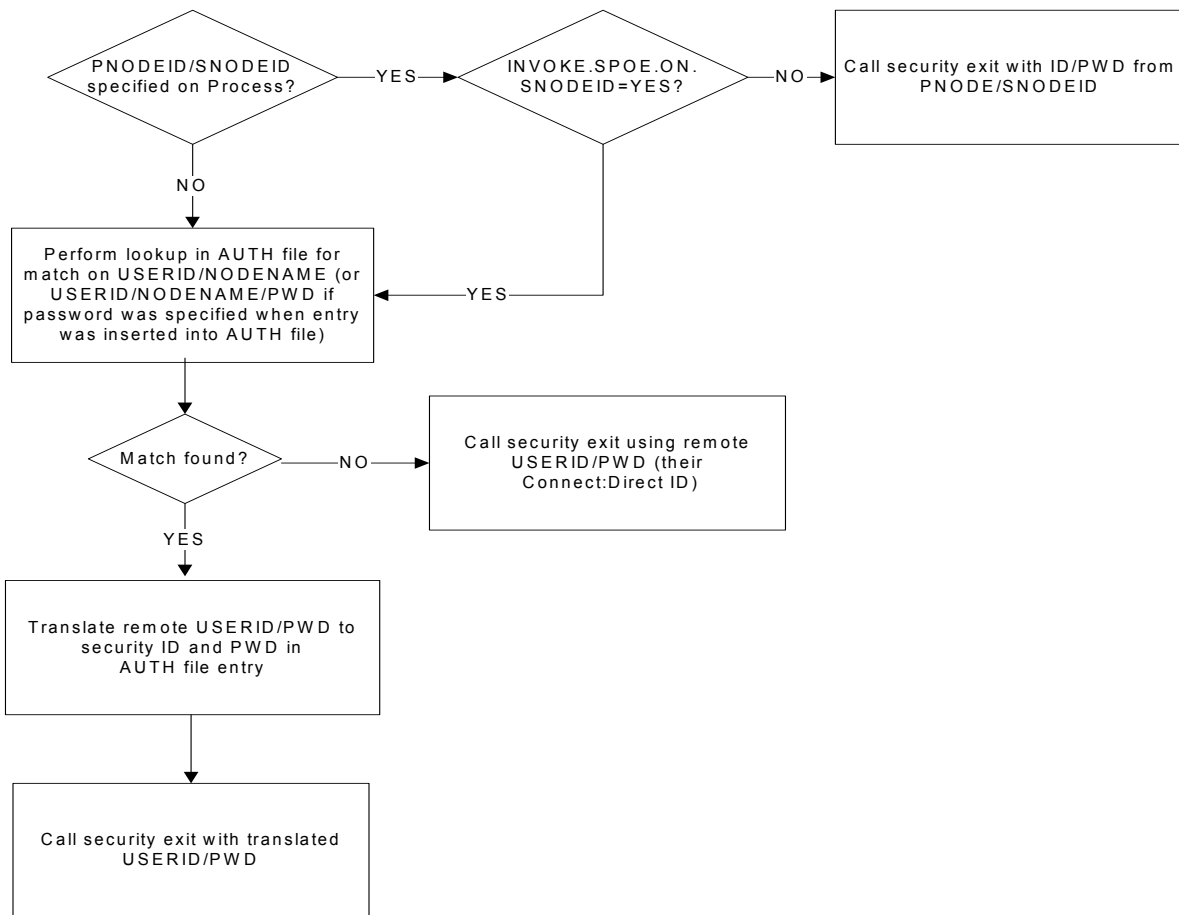 PNODEID/SNODEID
specified on Process?
YES
INVOKE.SPOE.ON.
SNODEID=YES?
NO
Call security exit with ID/PWD from
PNODE/SNODEID
NO
Perform lookup in AUTH file for
match on USERID/NODENAME (or
USERID/NODENAME/PWD if
password was specified when entry
was inserted into AUTH file)
YES
Match found?
NO
Call security exit using remote
USERID/PWD (their
Connect:Direct ID)
YES
Translate remote USERID/PWD to
security ID and PWD in
AUTH file entry
Call security exit with translated
USERID/PWD